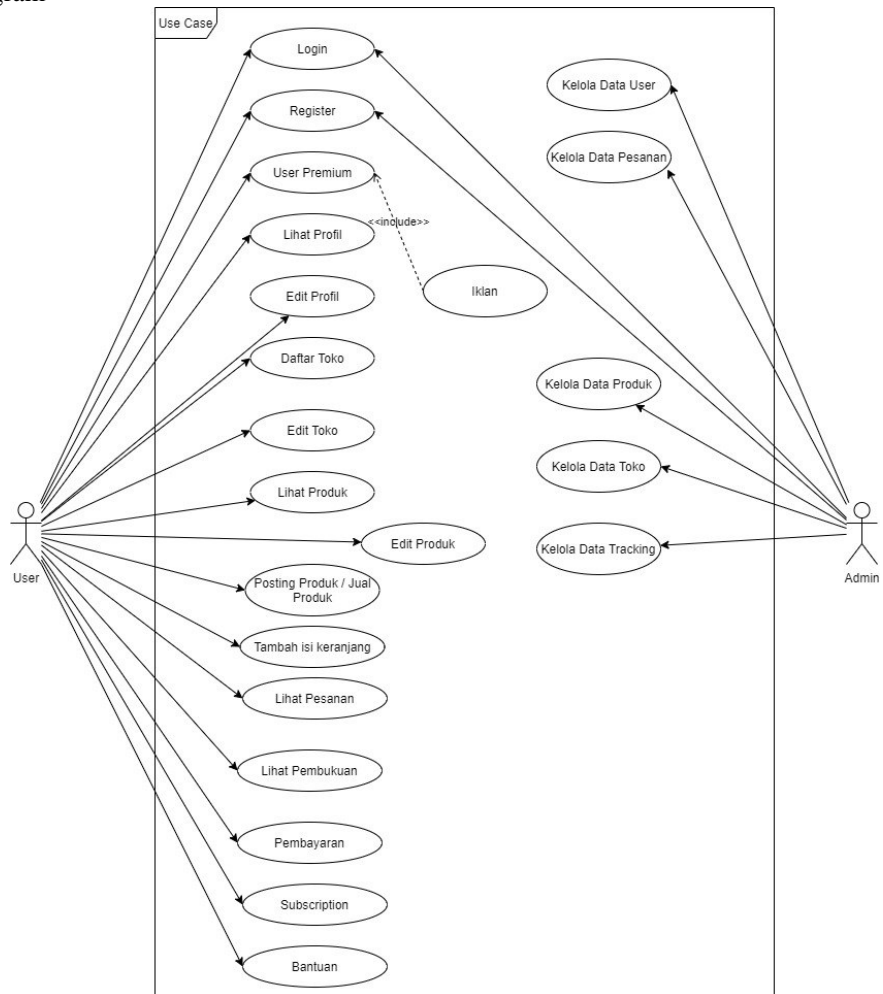 Use Case
Login
Register
User Premium
<<include>>
Lihat Profil
Edit Profil
Iklan
Daftar Toko
Edit Toko
Lihat Produk
Edit Produk
Posting Produk / Jual
Produk
Tambah isi keranjang
Lihat Pesanan
Lihat Pembukuan
Pembayaran
Subscription
Bantuan
User
Kelola Data User
Kelola Data Pesanan
Kelola Data Produk
Kelola Data Toko
Kelola Data Tracking
Admin